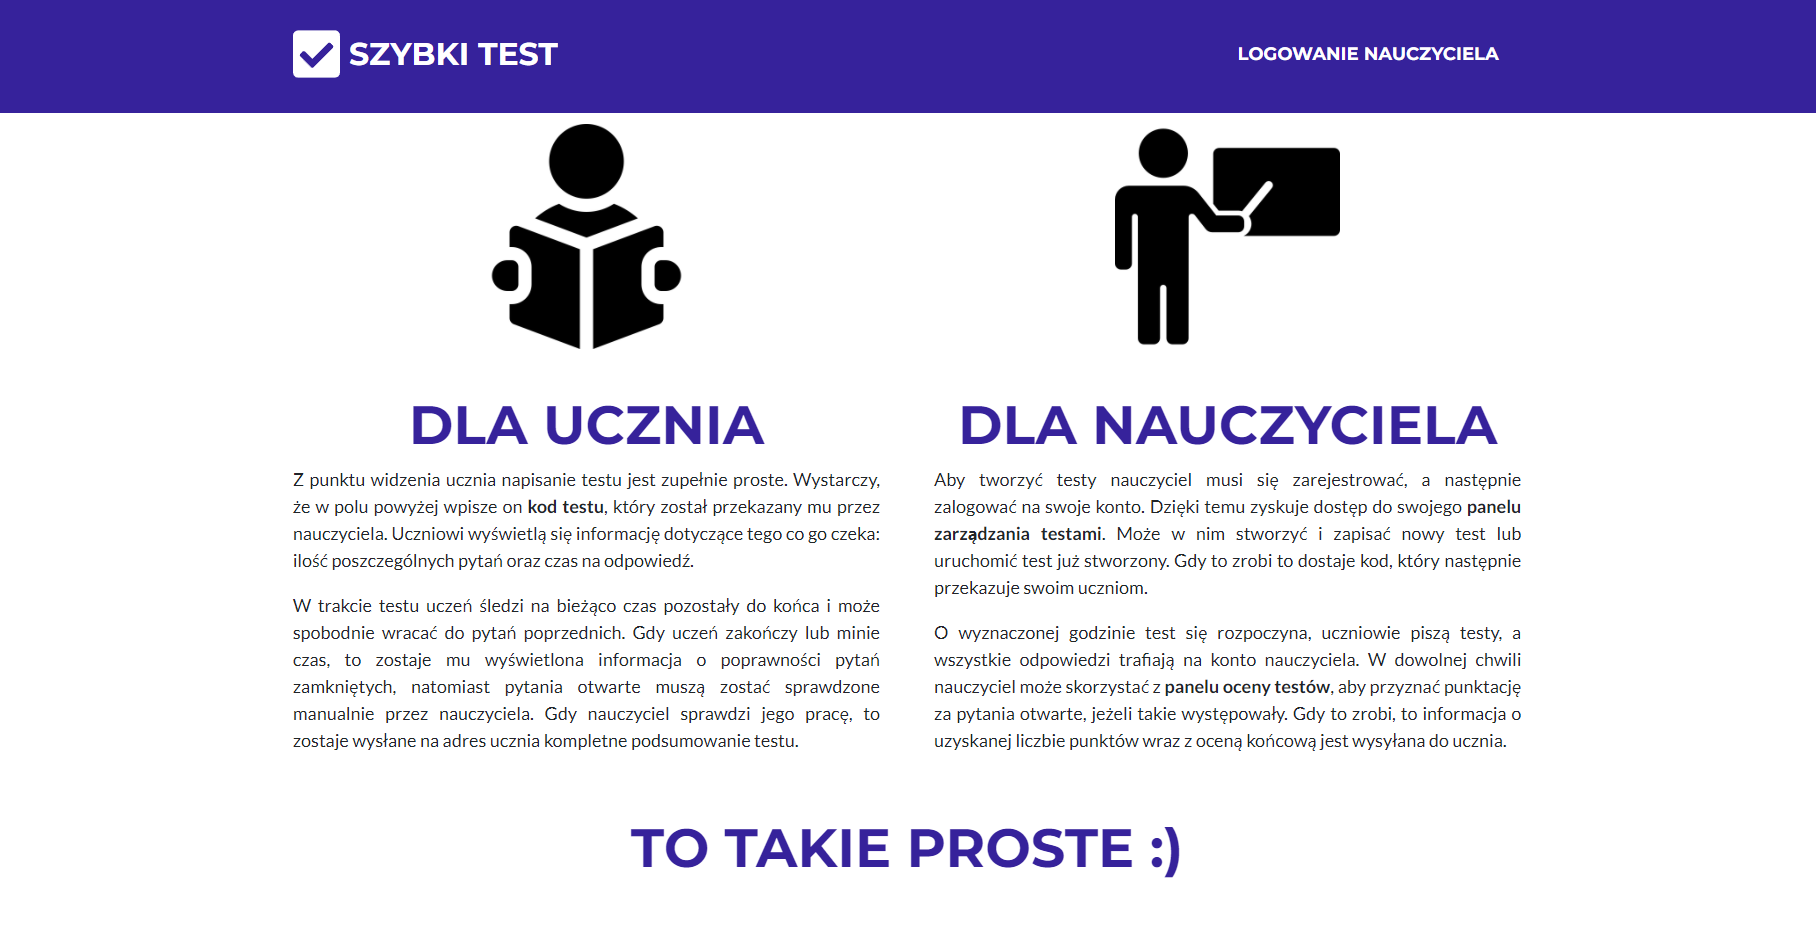 SZYBKI TEST
LOGOWANIE NAUCZYCIELA
DLA UCZNIA
Z punktu widzenia ucznia napisanie testu jest zupełnie proste. Wystarczy,
że w polu powyżej wpisze on kod testu, który został przekazany mu przez
nauczyciela. Uczniowi wyświetlą się informację dotyczące tego co go czeka:
ilość poszczególnych pytań oraz czas na odpowiedź.
W trakcie testu uczeń śledzi na bieżąco czas pozostały do końca i może
spobodnie wracać do pytań poprzednich. Gdy uczeń zakończy lub minie
czas, to zostaje mu wyświetlona informacja o poprawności pytań
zamkniętych, natomiast pytania otwarte muszą zostać sprawdzone
manualnie przez nauczyciela. Gdy nauczyciel sprawdzi jego pracę, to
zostaje wysłane na adres ucznia kompletne podsumowanie testu.
DLA NAUCZYCIELA
Aby tworzyć testy nauczyciel musi się zarejestrować, a następnie
zalogować na swoje konto. Dzięki temu zyskuje dostęp do swojego panelu
zarządzania testami. Może w nim stworzyć i zapisać nowy test lub
uruchomić test już stworzony. Gdy to zrobi to dostaje kod, który następnie
przekazuje swoim uczniom.
O wyznaczonej godzinie test się rozpoczyna, uczniowie piszą testy, a
wszystkie odpowiedzi trafiają na konto nauczyciela. W dowolnej chwili
nauczyciel może skorzystać z panelu oceny testów, aby przyznać punktację
za pytania otwarte, jeżeli takie występowały. Gdy to zrobi, to informacja o
uzyskanej liczbie punktów wraz z oceną końcową jest wysyłana do ucznia.
TO TAKIE PROSTE :)